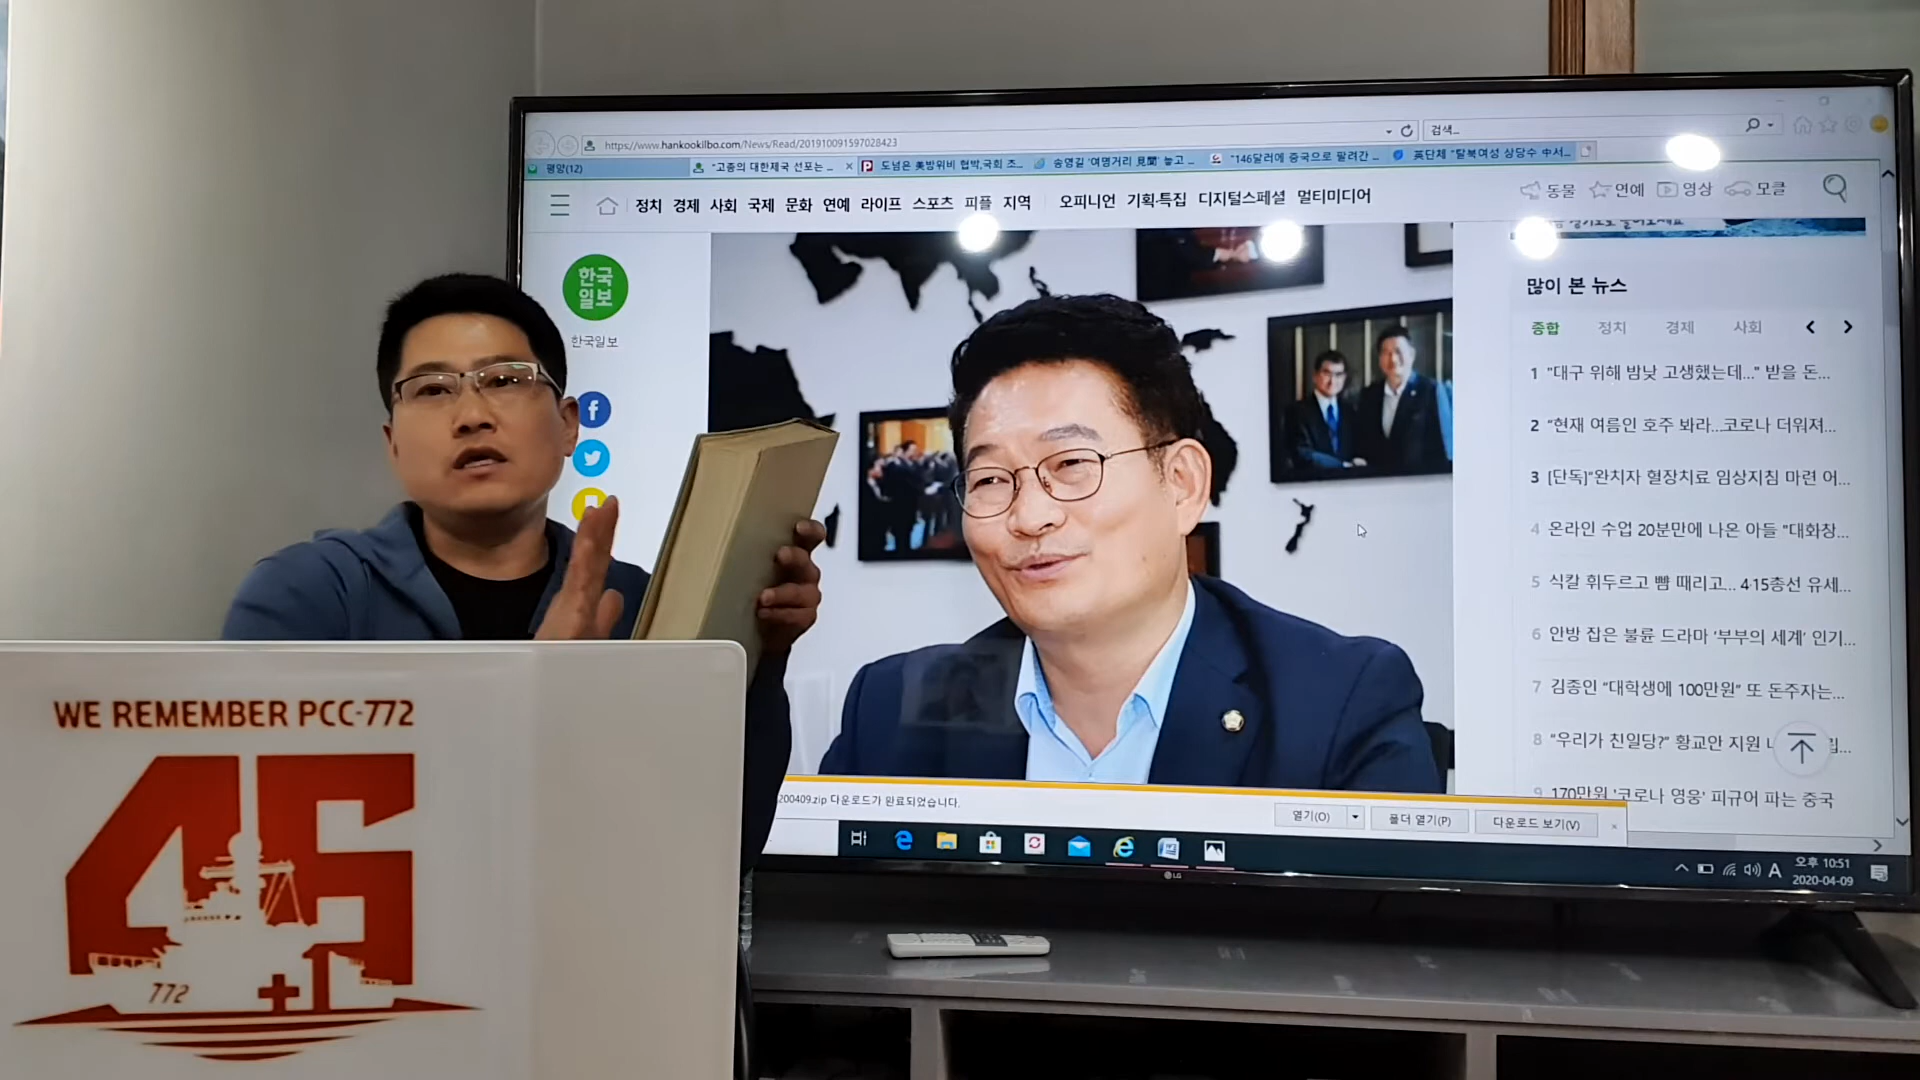 https://www.hankookilbo.com/News/Read/201910091597028423
검색...
평양(12)
"고종의 대한제국 선포는 ...
도넘은 美방위비 협박,국회 조...
송영길 '여명거리 見聞' 놓고 ...
"146달러에 중국으로 팔려간 ...
英단체 "탈북여성 상당수 中서...
정치 경제 사회 국제 문화 연예 라이프 스포츠 피플 지역 오피니언 기획·특집 디지털스페셜 멀티미디어
동물 연예 영상 모클
한국
일보
한국일보
많이 본 뉴스
종합 정치 경제 사회
1 "대구 위해 밤낮 고생했는데..." 받을 돈...
2 "현재 여름인 호주 봐라...코로나 더워져...
3 [단독]"완치자 혈장치료 임상지침 마련 어...
4 온라인 수업 20분만에 나온 아들 "대화창...
5 식칼 휘두르고 뺨 때리고... 4·15총선 유세...
6 안방 잡은 불륜 드라마 '부부의 세계' 인기...
7 김종인 "대학생에 100만원" 또 돈주자는...
8 "우리가 친일당?" 황교안 지원
9 170만원 '코로나 영웅' 피규어 파는 중국
200409.zip 다운로드가 완료되었습니다.
열기(O)
폴더 열기(P)
다운로드 보기(V)
A
오후 10:51
2020-04-09
LG
WE REMEMBER PCC-772
46
772